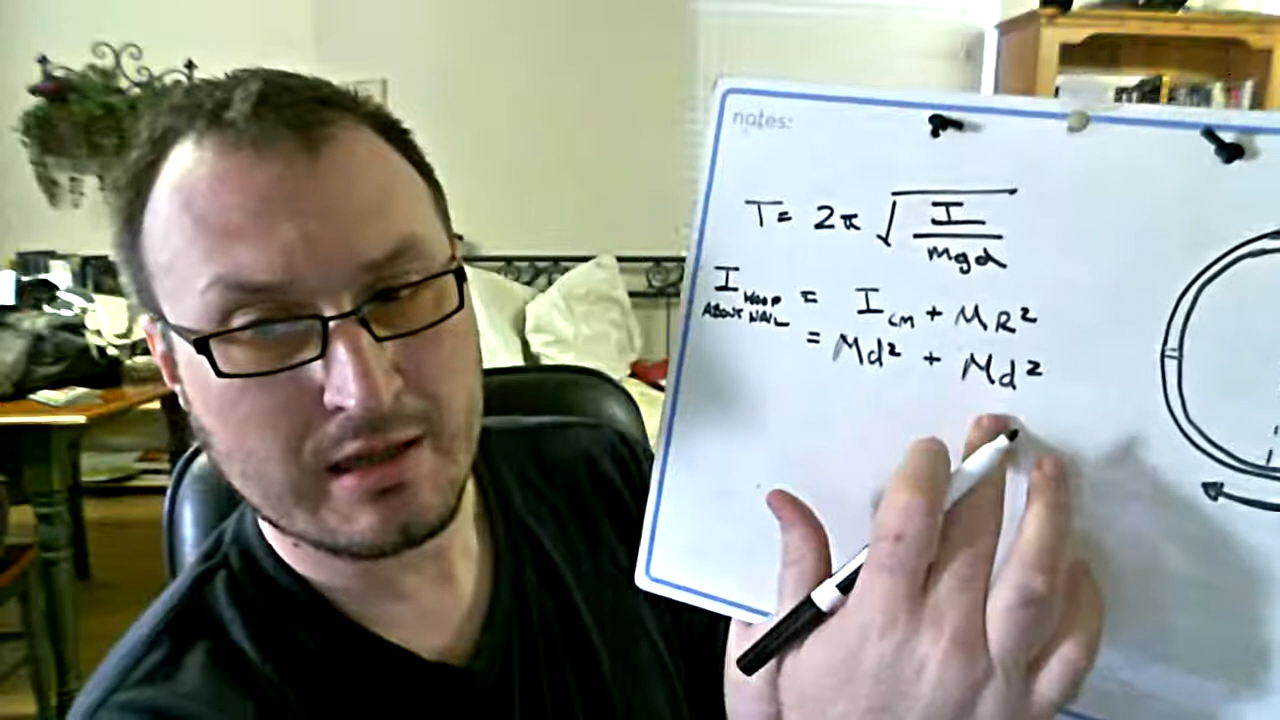 notes:
T = 2π √ I / mgd
I HOOP ABOUT NAIL = I CM + MR²
= Md² + Md²